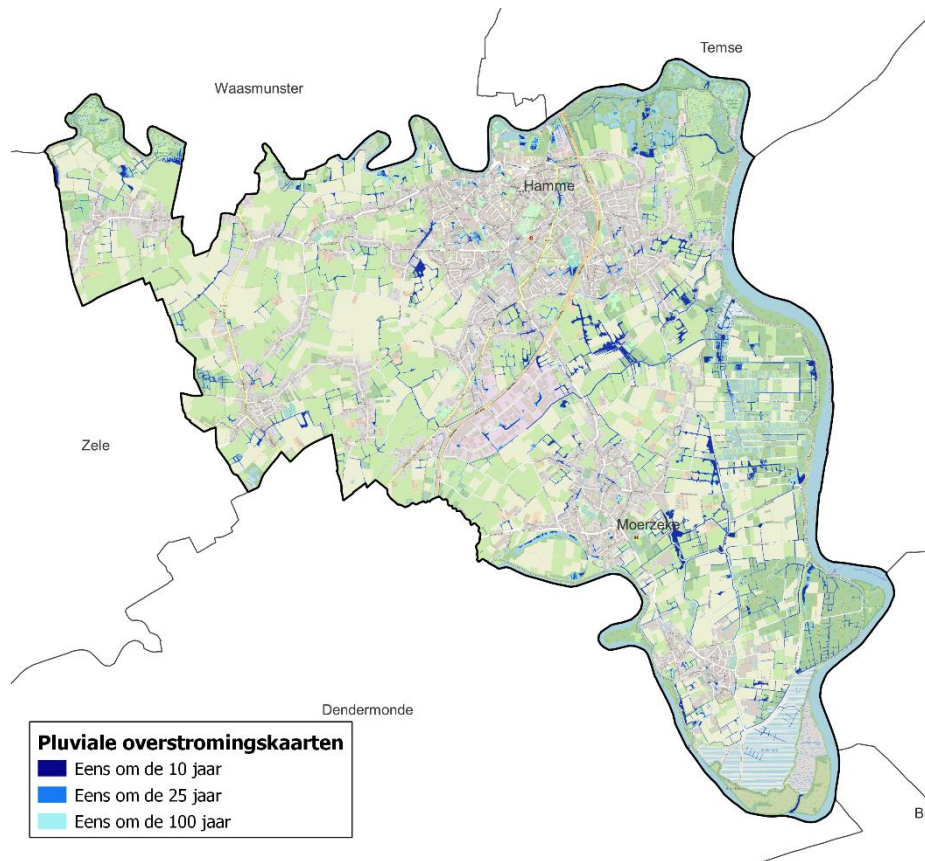 Temse
Waasmunster
Hamme
Zele
Moerzeke
Dendermonde
Pluviale overstromingskaarten
Eens om de 10 jaar
Eens om de 25 jaar
Eens om de 100 jaar
B